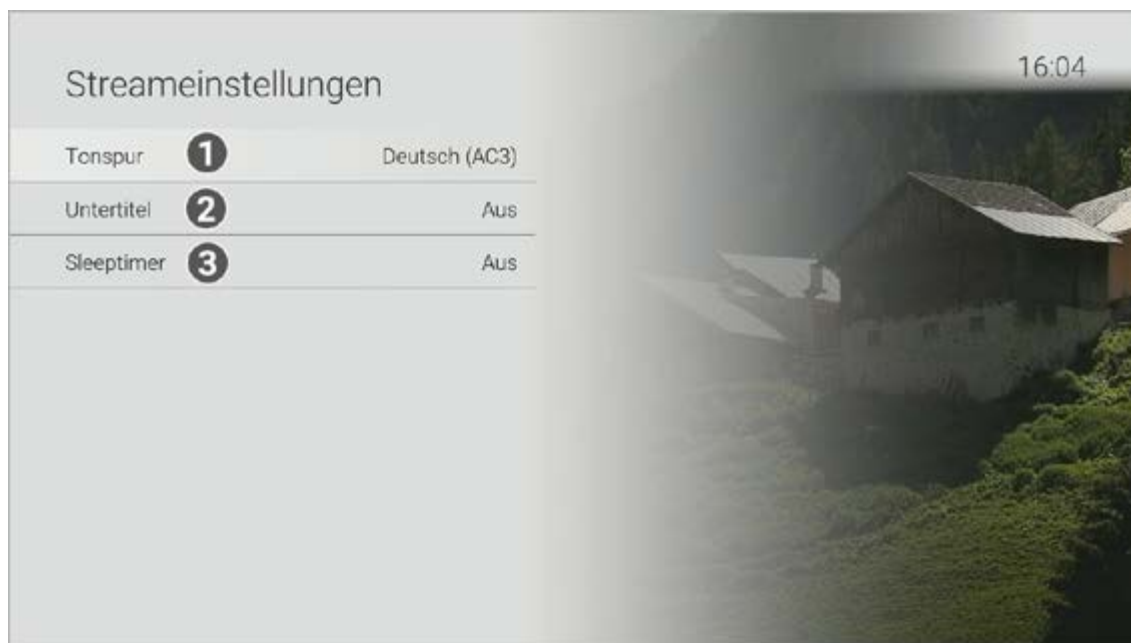 16:04
Streameinstellungen
Tonspur 1 Deutsch (AC3)
Untertitel 2 Aus
Sleeptimer 3 Aus